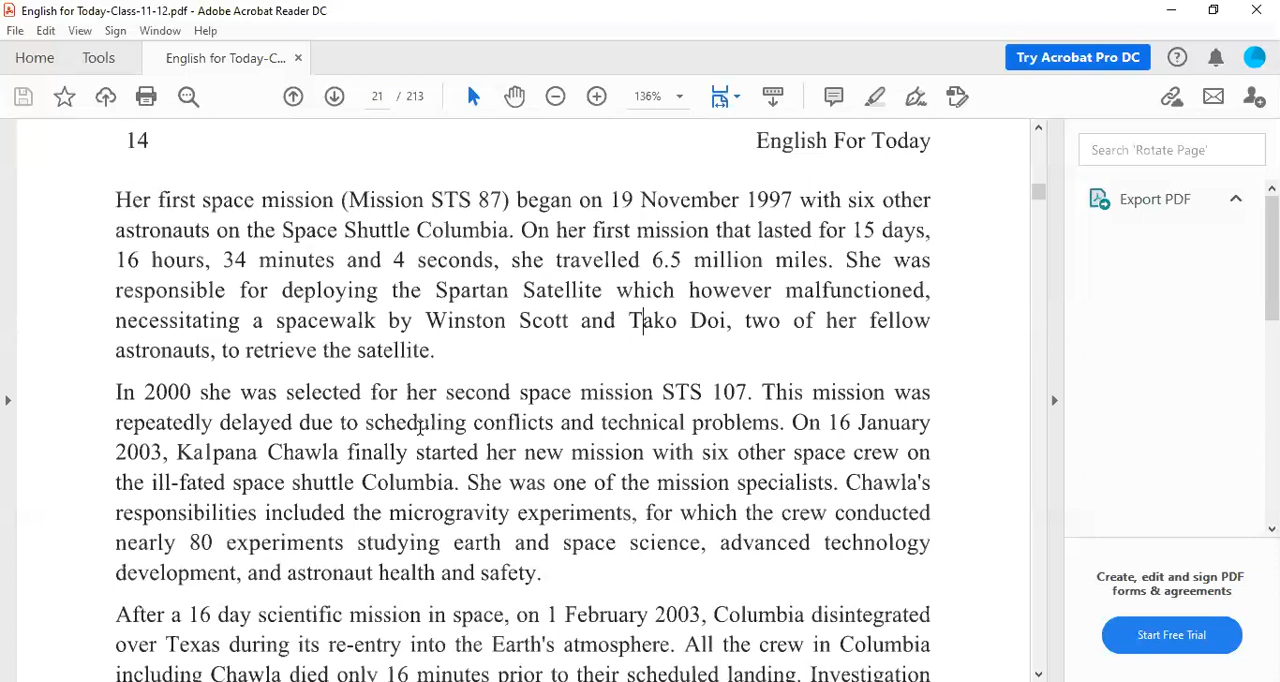 English for Today-Class-11-12.pdf - Adobe Acrobat Reader DC
File Edit View Sign Window Help
Home Tools English for Today-C... ×
Try Acrobat Pro DC
21 / 213 136%
14 English For Today
Her first space mission (Mission STS 87) began on 19 November 1997 with six other
astronauts on the Space Shuttle Columbia. On her first mission that lasted for 15 days,
16 hours, 34 minutes and 4 seconds, she travelled 6.5 million miles. She was
responsible for deploying the Spartan Satellite which however malfunctioned,
necessitating a spacewalk by Winston Scott and Tako Doi, two of her fellow
astronauts, to retrieve the satellite.
In 2000 she was selected for her second space mission STS 107. This mission was
repeatedly delayed due to scheduling conflicts and technical problems. On 16 January
2003, Kalpana Chawla finally started her new mission with six other space crew on
the ill-fated space shuttle Columbia. She was one of the mission specialists. Chawla's
responsibilities included the microgravity experiments, for which the crew conducted
nearly 80 experiments studying earth and space science, advanced technology
development, and astronaut health and safety.
After a 16 day scientific mission in space, on 1 February 2003, Columbia disintegrated
over Texas during its re-entry into the Earth's atmosphere. All the crew in Columbia
including Chawla died only 16 minutes prior to their scheduled landing. Investigation
Search 'Rotate Page'
Export PDF
Create, edit and sign PDF
forms & agreements
Start Free Trial